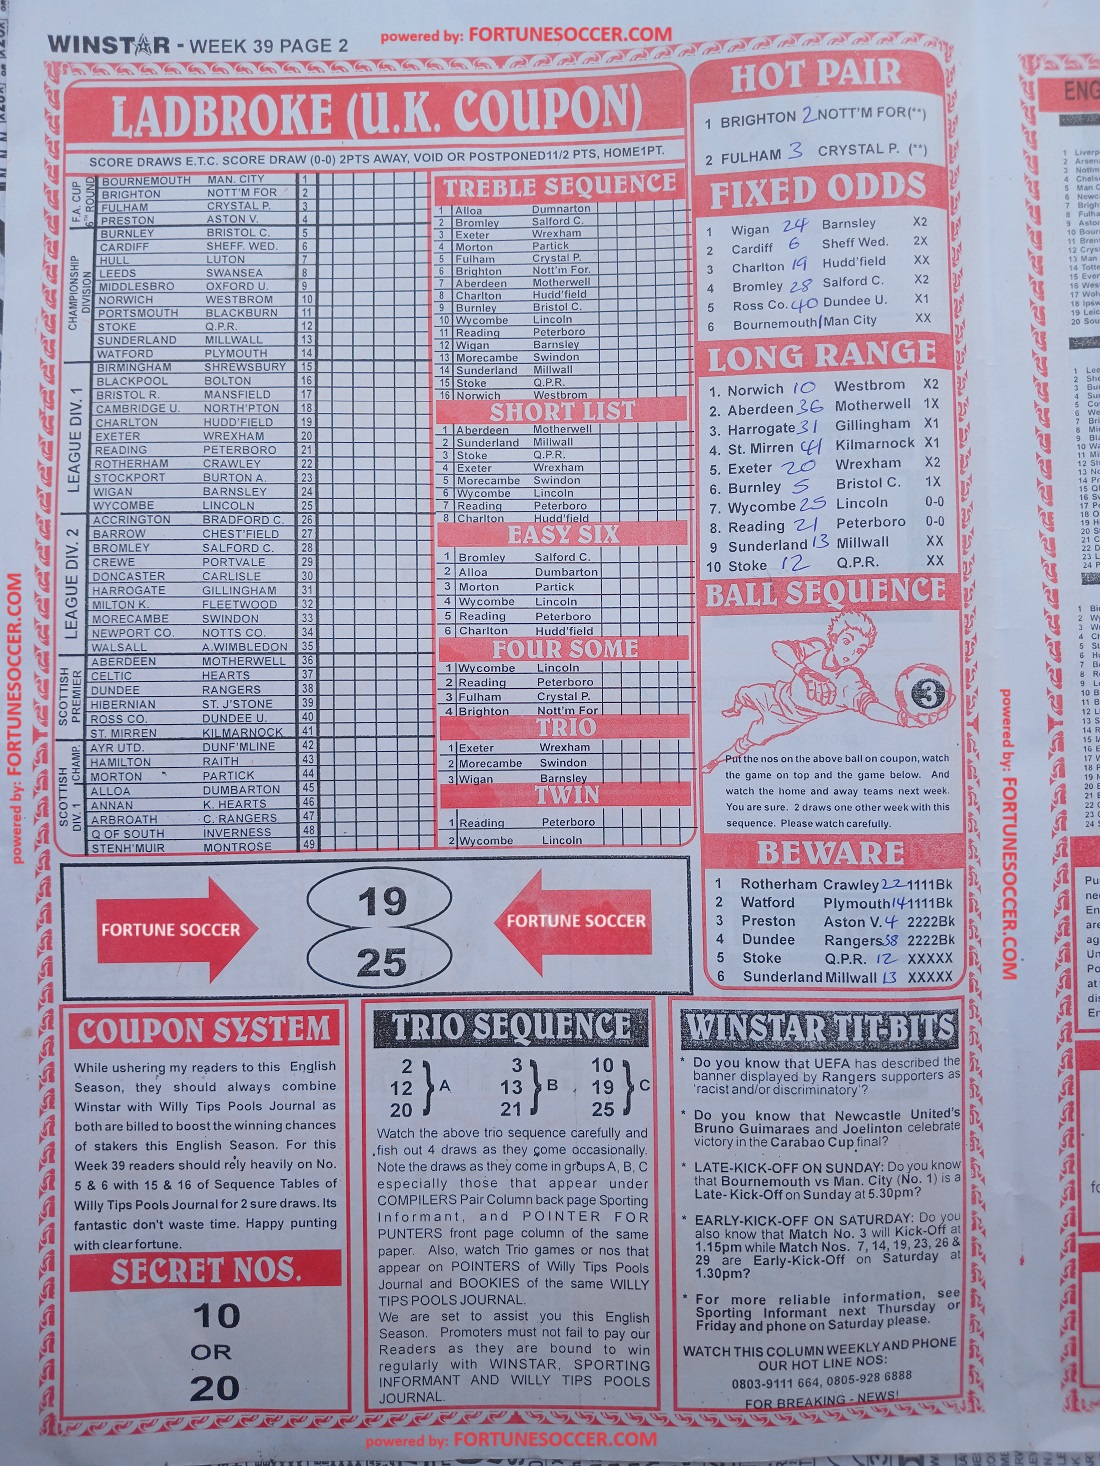 WINSTAR - WEEK 39 PAGE 2
powered by: FORTUNESOCCER.COM
LADBROKE (U.K. COUPON)
SCORE DRAWS E.T.C. SCORE DRAW (0-0) 2PTS AWAY, VOID OR POSTPONED11/2 PTS, HOME1PT.
F.A. CUP 6TH ROUND
BOURNEMOUTH MAN. CITY 1
BRIGHTON NOTT'M FOR 2
FULHAM CRYSTAL P. 3
PRESTON ASTON V. 4
CHAMPIONSHIP DIVISION
BURNLEY BRISTOL C. 5
CARDIFF SHEFF. WED. 6
HULL LUTON 7
LEEDS SWANSEA 8
MIDDLESBRO OXFORD U. 9
NORWICH WESTBROM 10
PORTSMOUTH BLACKBURN 11
STOKE Q.P.R. 12
SUNDERLAND MILLWALL 13
WATFORD PLYMOUTH 14
LEAGUE DIV. 1
BIRMINGHAM SHREWSBURY 15
BLACKPOOL BOLTON 16
BRISTOL R. MANSFIELD 17
CAMBRIDGE U. NORTH'PTON 18
CHARLTON HUDD'FIELD 19
EXETER WREXHAM 20
READING PETERBORO 21
ROTHERHAM CRAWLEY 22
STOCKPORT BURTON A. 23
WIGAN BARNSLEY 24
WYCOMBE LINCOLN 25
LEAGUE DIV. 2
ACCRINGTON BRADFORD C. 26
BARROW CHEST'FIELD 27
BROMLEY SALFORD C. 28
CREWE PORTVALE 29
DONCASTER CARLISLE 30
HARROGATE GILLINGHAM 31
MILTON K. FLEETWOOD 32
MORECAMBE SWINDON 33
NEWPORT CO. NOTTS CO. 34
WALSALL A.WIMBLEDON 35
SCOTTISH PREMIER
ABERDEEN MOTHERWELL 36
CELTIC HEARTS 37
DUNDEE RANGERS 38
HIBERNIAN ST. J'STONE 39
ROSS CO. DUNDEE U. 40
ST. MIRREN KILMARNOCK 41
SCOTTISH CHAMP.
AYR UTD. DUNF'MLINE 42
HAMILTON RAITH 43
MORTON PARTICK 44
DIV. 1
ALLOA DUMBARTON 45
ANNAN K. HEARTS 46
ARBROATH C. RANGERS 47
Q OF SOUTH INVERNESS 48
STENH'MUIR MONTROSE 49
TREBLE SEQUENCE
1 Alloa Dumnarton
2 Bromley Salford C.
3 Exeter Wrexham
4 Morton Partick
5 Fulham Crystal P.
6 Brighton Nott'm For.
7 Aberdeen Motherwell
8 Charlton Hudd'field
9 Burnley Bristol C.
10 Wycombe Lincoln
11 Reading Peterboro
12 Wigan Barnsley
13 Morecambe Swindon
14 Sunderland Millwall
15 Stoke Q.P.R.
16 Norwich Westbrom
SHORT LIST
1 Aberdeen Motherwell
2 Sunderland Millwall
3 Stoke Q.P.R.
4 Exeter Wrexham
5 Morecambe Swindon
6 Wycombe Lincoln
7 Reading Peterboro
8 Charlton Hudd'field
EASY SIX
1 Bromley Salford C.
2 Alloa Dumbarton
3 Morton Partick
4 Wycombe Lincoln
5 Reading Peterboro
6 Charlton Hudd'field
FOUR SOME
1 Wycombe Lincoln
2 Reading Peterboro
3 Fulham Crystal P.
4 Brighton Nott'm For
TRIO
1 Exeter Wrexham
2 Morecambe Swindon
3 Wigan Barnsley
TWIN
1 Reading Peterboro
2 Wycombe Lincoln
HOT PAIR
1 BRIGHTON 2 NOTT'M FOR(**)
2 FULHAM 3 CRYSTAL P. (**)
FIXED ODDS
1 Wigan 24 Barnsley X2
2 Cardiff 6 Sheff Wed. 2X
3 Charlton 19 Hudd'field XX
4 Bromley 28 Salford C. X2
5 Ross Co. 40 Dundee U. X1
6 Bournemouth 1 Man City XX
LONG RANGE
1. Norwich 10 Westbrom X2
2. Aberdeen 36 Motherwell 1X
3. Harrogate 31 Gillingham X1
4. St. Mirren 41 Kilmarnock X1
5. Exeter 20 Wrexham X2
6. Burnley 5 Bristol C. 1X
7. Wycombe 25 Lincoln 0-0
8. Reading 21 Peterboro 0-0
9 Sunderland 13 Millwall XX
10 Stoke 12 Q.P.R. XX
BALL SEQUENCE
3
Put the nos on the above ball on coupon, watch
the game on top and the game below. And
watch the home and away teams next week.
You are sure. 2 draws one other week with this
sequence. Please watch carefully.
BEWARE
1 Rotherham Crawley 22 1111Bk
2 Watford Plymouth 14 1111Bk
3 Preston Aston V. 4 2222Bk
4 Dundee Rangers 38 2222Bk
5 Stoke Q.P.R. 12 XXXXX
6 Sunderland Millwall 13 XXXXX
FORTUNE SOCCER
19
25
FORTUNE SOCCER
COUPON SYSTEM
While ushering my readers to this English
Season, they should always combine
Winstar with Willy Tips Pools Journal as
both are billed to boost the winning chances
of stakers this English Season. For this
Week 39 readers should rely heavily on No.
5 & 6 with 15 & 16 of Sequence Tables of
Willy Tips Pools Journal for 2 sure draws. Its
fantastic don't waste time. Happy punting
with clear fortune.
SECRET NOS.
10
OR
20
TRIO SEQUENCE
2 3 10
12 A 13 B 19 C
20 21 25
Watch the above trio sequence carefully and
fish out 4 draws as they come occasionally.
Note the draws as they come in groups A, B, C
especially those that appear under
COMPILERS Pair Column back page Sporting
Informant, and POINTER FOR
PUNTERS front page column of the same
paper. Also, watch Trio games or nos that
appear on POINTERS of Willy Tips Pools
Journal and BOOKIES of the same WILLY
TIPS POOLS JOURNAL.
We are set to assist you this English
Season. Promoters must not fail to pay our
Readers as they are bound to win
regularly with WINSTAR, SPORTING
INFORMANT AND WILLY TIPS POOLS
JOURNAL.
WINSTAR TIT-BITS
* Do you know that UEFA has described the
banner displayed by Rangers supporters as
'racist and/or discriminatory'?
* Do you know that Newcastle United's
Bruno Guimaraes and Joelinton celebrate
victory in the Carabao Cup final?
* LATE-KICK-OFF ON SUNDAY: Do you know
that Bournemouth vs Man. City (No. 1) is a
Late- Kick-Off on Sunday at 5.30pm?
* EARLY-KICK-OFF ON SATURDAY: Do you
also know that Match No. 3 will Kick-Off at
1.15pm while Match Nos. 7, 14, 19, 23, 26 &
29 are Early-Kick-Off on Saturday at
1.30pm?
* For more reliable information, see
Sporting Informant next Thursday or
Friday and phone on Saturday please.
WATCH THIS COLUMN WEEKLY AND PHONE
OUR HOT LINE NOS:
0803-9111 664, 0805-928 6888
FOR BREAKING - NEWS!
powered by: FORTUNESOCCER.COM
powered by: FORTUNESOCCER.COM
powered by: FORTUNESOCCER.COM